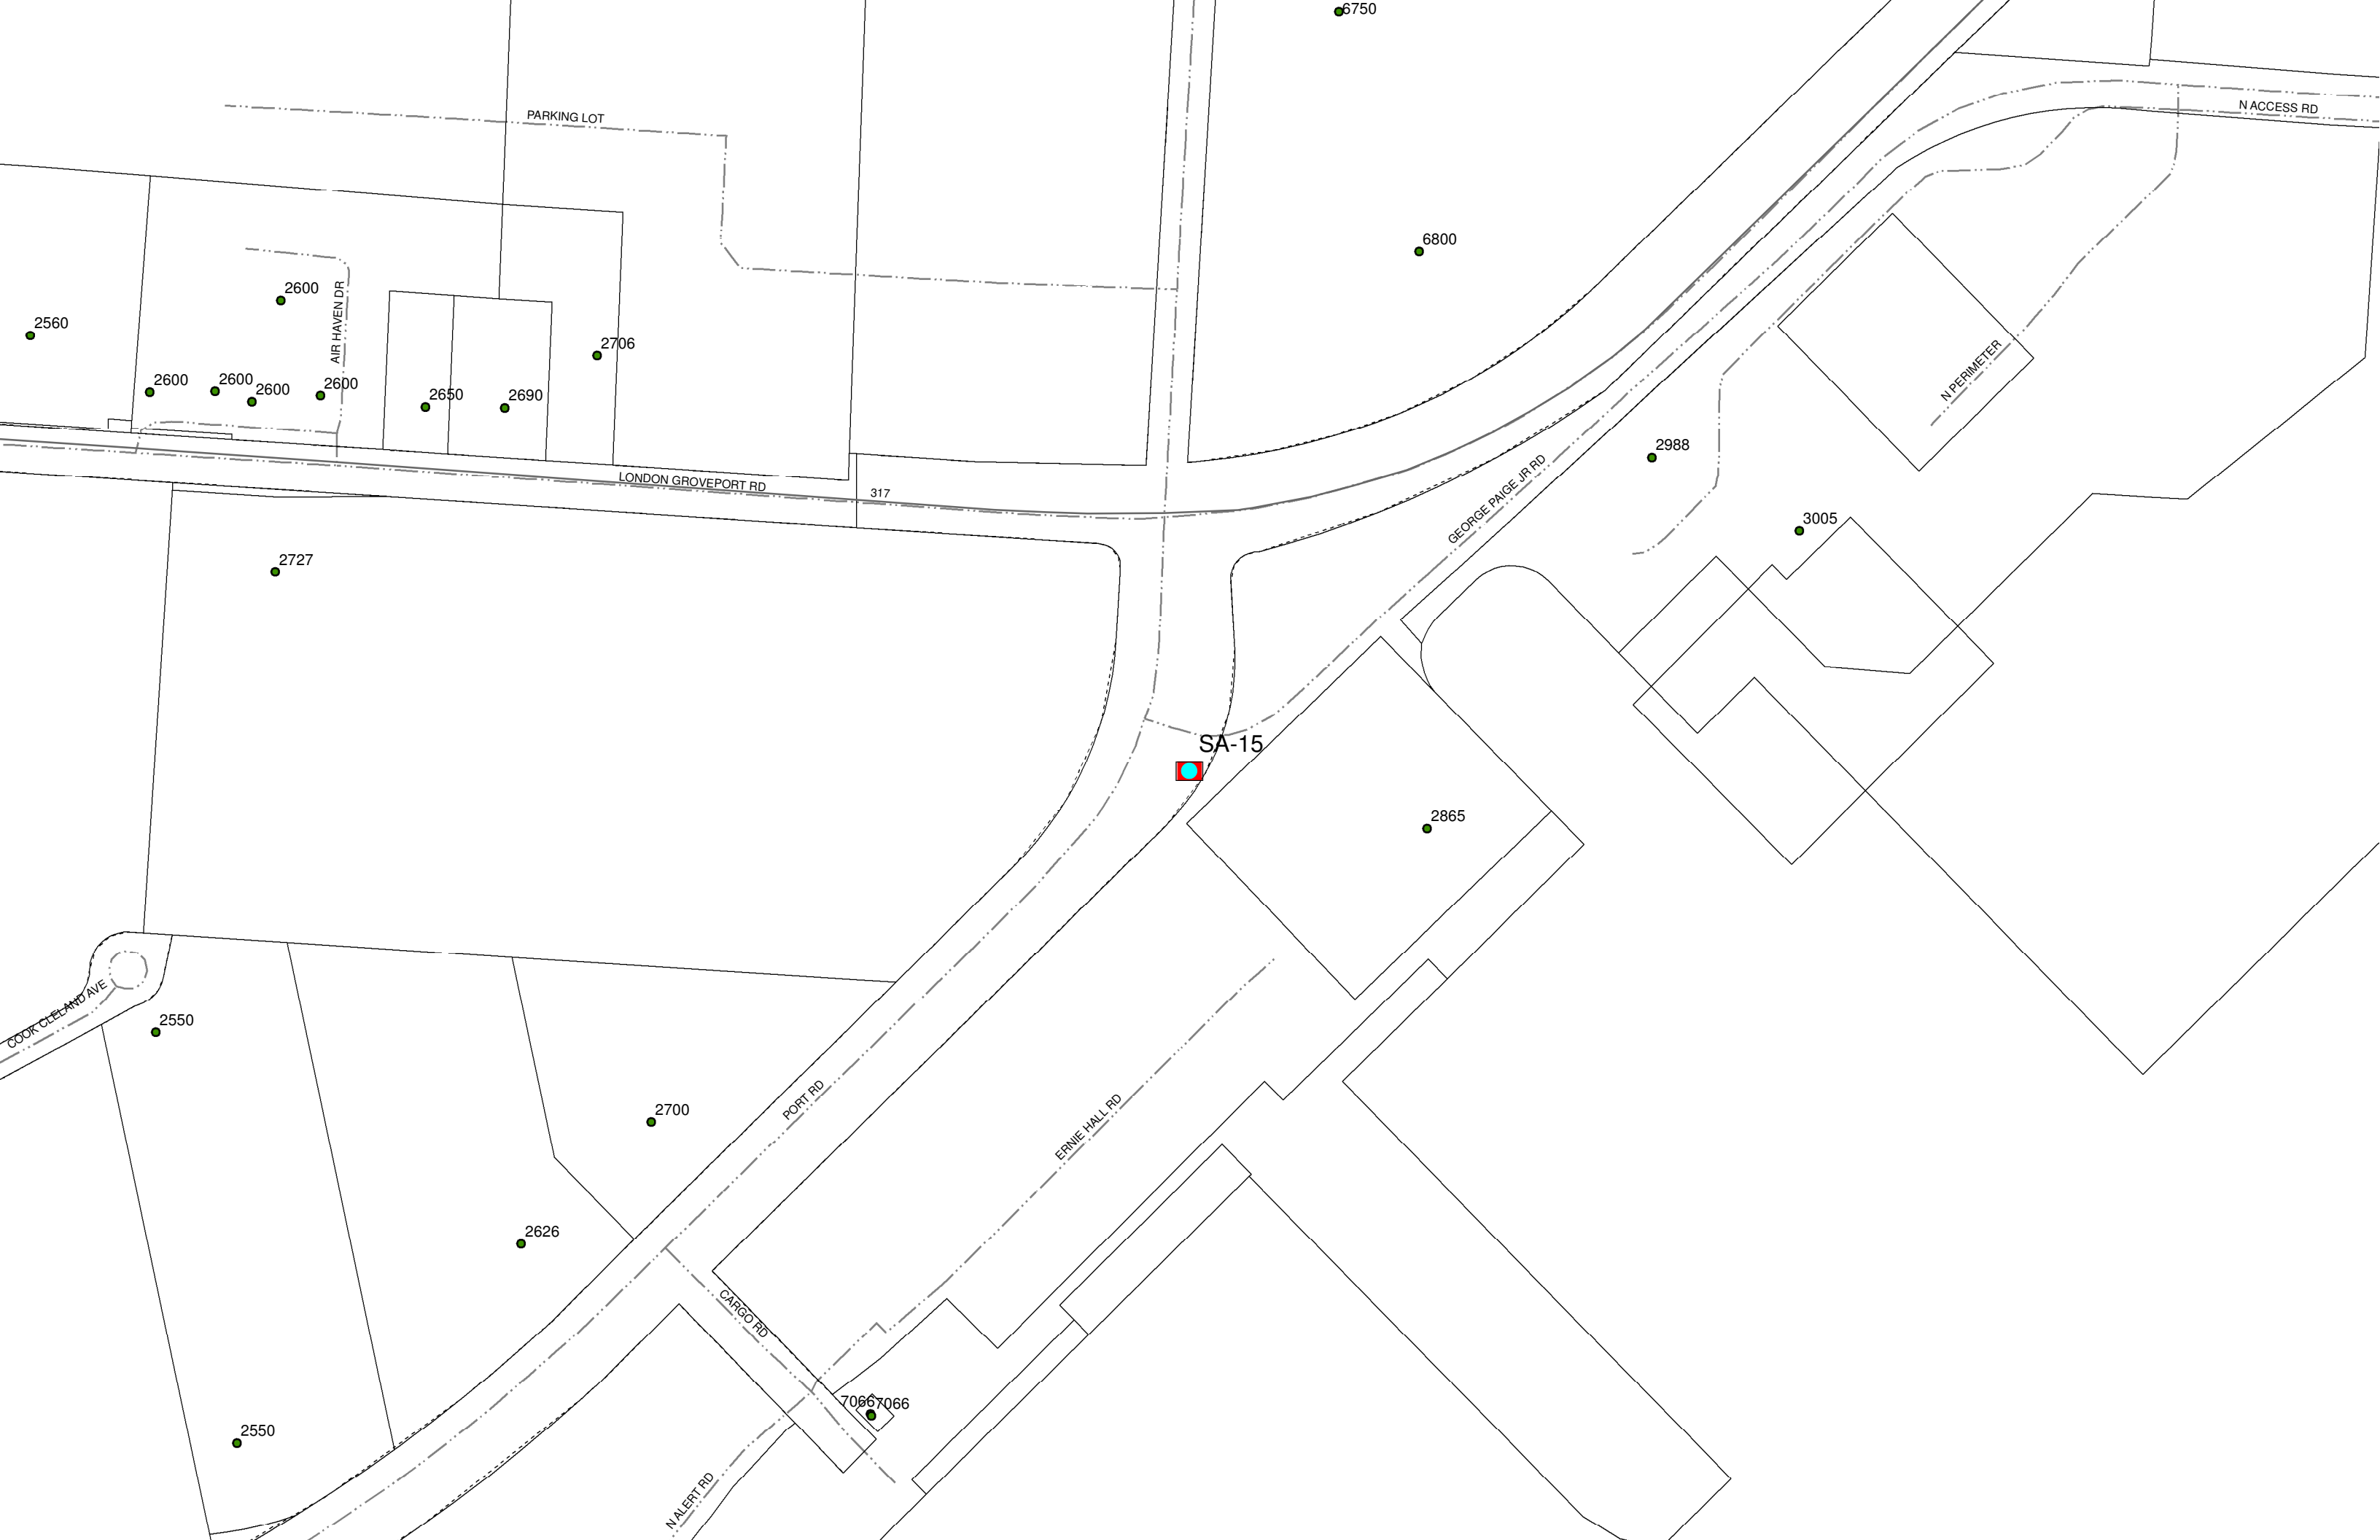 6750
N ACCESS RD
PARKING LOT
6800
2600
AIR HAVEN DR
2560
2706
N PERIMETER
2600
2600
2600
2600
2650
2690
2988
LONDON GROVEPORT RD
317
GEORGE PAIGE JR RD
3005
2727
SA-15
2865
COOK CLELAND AVE
2550
PORT RD
2700
ERNIE HALL RD
2626
CARGO RD
7066
7066
2550
N ALERT RD